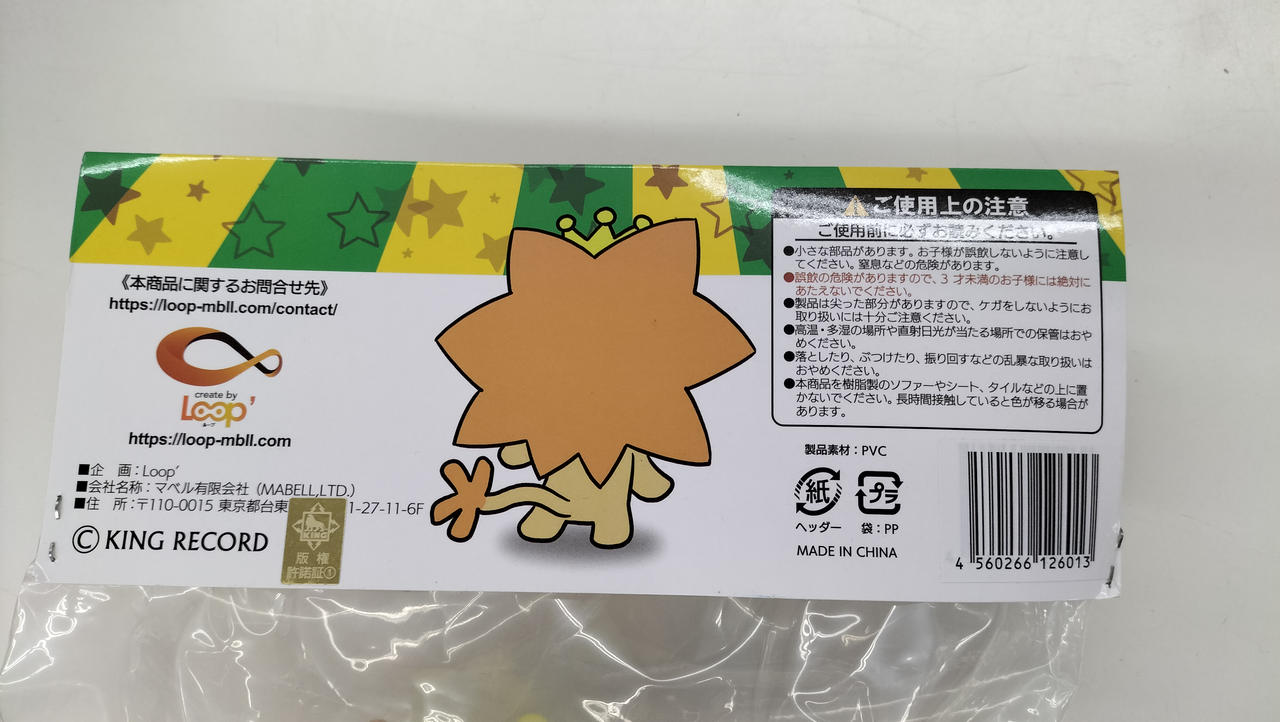 《本商品に関するお問合せ先》
https://loop-mbll.com/contact/
create by
Loop'
ループ
https://loop-mbll.com
■企　画：Loop'
■会社名称：マベル有限会社（MABELL,LTD.）
■住　所：〒110-0015 東京都台東 1-27-11-6F
© KING RECORD
KING
版権
許諾証①
ご使用上の注意
ご使用前に必ずお読みください。
●小さな部品があります。お子様が誤飲しないように注意し
てください。窒息などの危険があります。
●誤飲の危険がありますので、3 才未満のお子様には絶対に
あたえないでください。
●製品は尖った部分がありますので、ケガをしないようにお
取り扱いには十分ご注意ください。
●高温・多湿の場所や直射日光が当たる場所での保管はおや
めください。
●落としたり、ぶつけたり、振り回すなどの乱暴な取り扱いは
おやめください。
●本商品を樹脂製のソファーやシート、タイルなどの上に置
かないでください。長時間接触していると色が移る場合が
あります。
製品素材：PVC
紙
プラ
ヘッダー
袋：PP
MADE IN CHINA
4 560266 126013